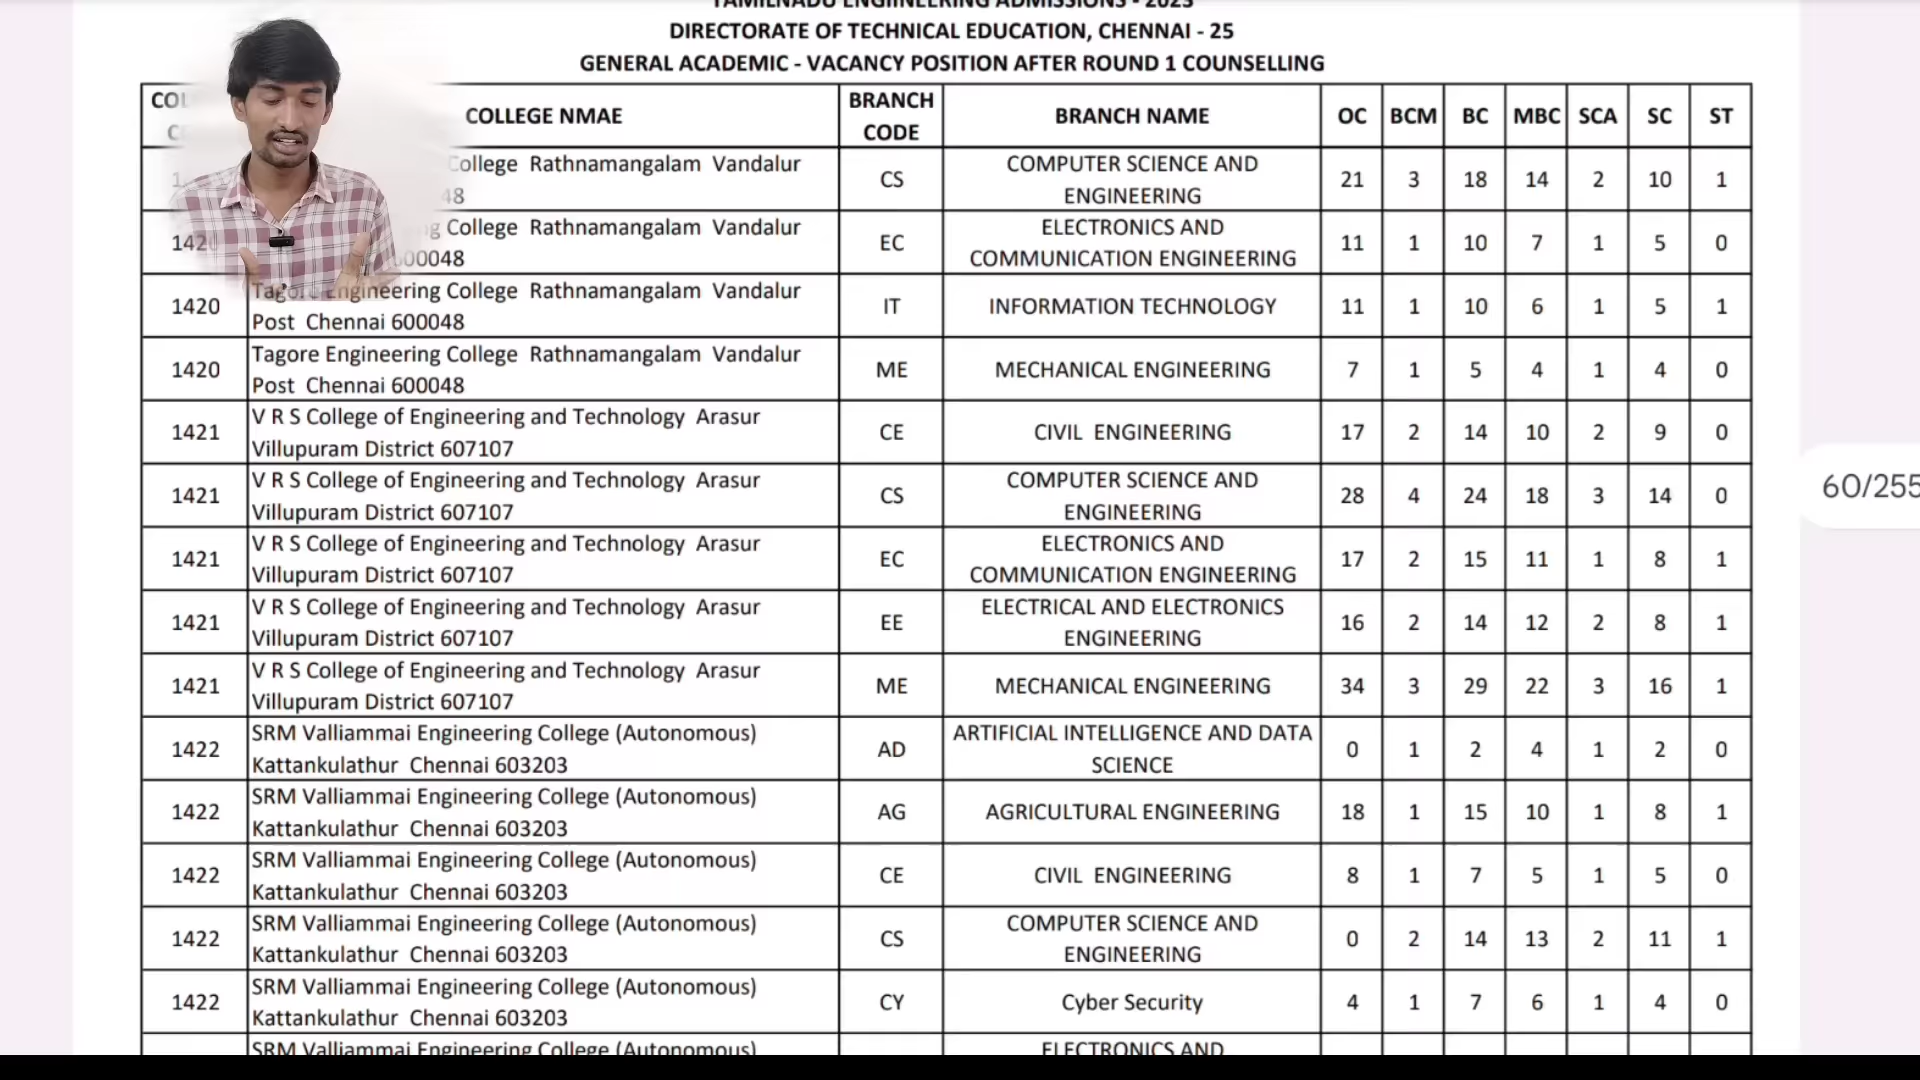 TAMILNADU ENGIINEERING ADMISSIONS - 2023
DIRECTORATE OF TECHNICAL EDUCATION, CHENNAI - 25
GENERAL ACADEMIC - VACANCY POSITION AFTER ROUND 1 COUNSELLING
COLLEGE NMAE BRANCH CODE BRANCH NAME OC BCM BC MBC SCA SC ST
College Rathnamangalam Vandalur
48 CS COMPUTER SCIENCE AND ENGINEERING 21 3 18 14 2 10 1
College Rathnamangalam Vandalur
EC ELECTRONICS AND COMMUNICATION ENGINEERING 11 1 10 7 1 5 0
1420 Tagore Engineering College Rathnamangalam Vandalur
Post Chennai 600048 IT INFORMATION TECHNOLOGY 11 1 10 6 1 5 1
1420 Tagore Engineering College Rathnamangalam Vandalur
Post Chennai 600048 ME MECHANICAL ENGINEERING 7 1 5 4 1 4 0
1421 V R S College of Engineering and Technology Arasur
Villupuram District 607107 CE CIVIL ENGINEERING 17 2 14 10 2 9 0
1421 V R S College of Engineering and Technology Arasur
Villupuram District 607107 CS COMPUTER SCIENCE AND ENGINEERING 28 4 24 18 3 14 0
1421 V R S College of Engineering and Technology Arasur
Villupuram District 607107 EC ELECTRONICS AND COMMUNICATION ENGINEERING 17 2 15 11 1 8 1
1421 V R S College of Engineering and Technology Arasur
Villupuram District 607107 EE ELECTRICAL AND ELECTRONICS ENGINEERING 16 2 14 12 2 8 1
1421 V R S College of Engineering and Technology Arasur
Villupuram District 607107 ME MECHANICAL ENGINEERING 34 3 29 22 3 16 1
1422 SRM Valliammai Engineering College (Autonomous)
Kattankulathur Chennai 603203 AD ARTIFICIAL INTELLIGENCE AND DATA SCIENCE 0 1 2 4 1 2 0
1422 SRM Valliammai Engineering College (Autonomous)
Kattankulathur Chennai 603203 AG AGRICULTURAL ENGINEERING 18 1 15 10 1 8 1
1422 SRM Valliammai Engineering College (Autonomous)
Kattankulathur Chennai 603203 CE CIVIL ENGINEERING 8 1 7 5 1 5 0
1422 SRM Valliammai Engineering College (Autonomous)
Kattankulathur Chennai 603203 CS COMPUTER SCIENCE AND ENGINEERING 0 2 14 13 2 11 1
1422 SRM Valliammai Engineering College (Autonomous)
Kattankulathur Chennai 603203 CY Cyber Security 4 1 7 6 1 4 0
SRM Valliammai Engineering College (Autonomous) ELECTRONICS AND
60/255